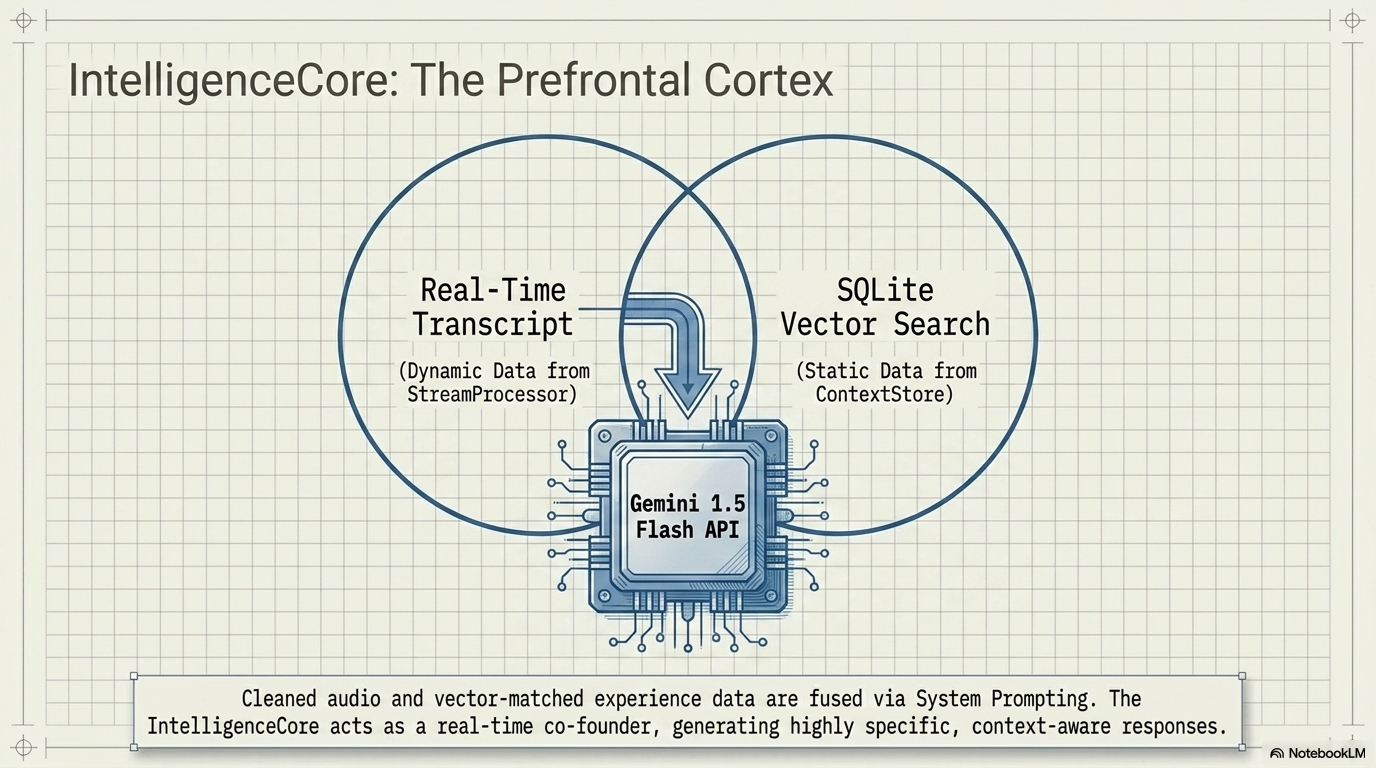 IntelligenceCore: The Prefrontal Cortex
Real-Time
Transcript
(Dynamic Data from
StreamProcessor)
SQLite
Vector Search
(Static Data from
ContextStore)
Gemini 1.5
Flash API
Cleaned audio and vector-matched experience data are fused via System Prompting. The
IntelligenceCore acts as a real-time co-founder, generating highly specific, context-aware responses.
NotebookLM